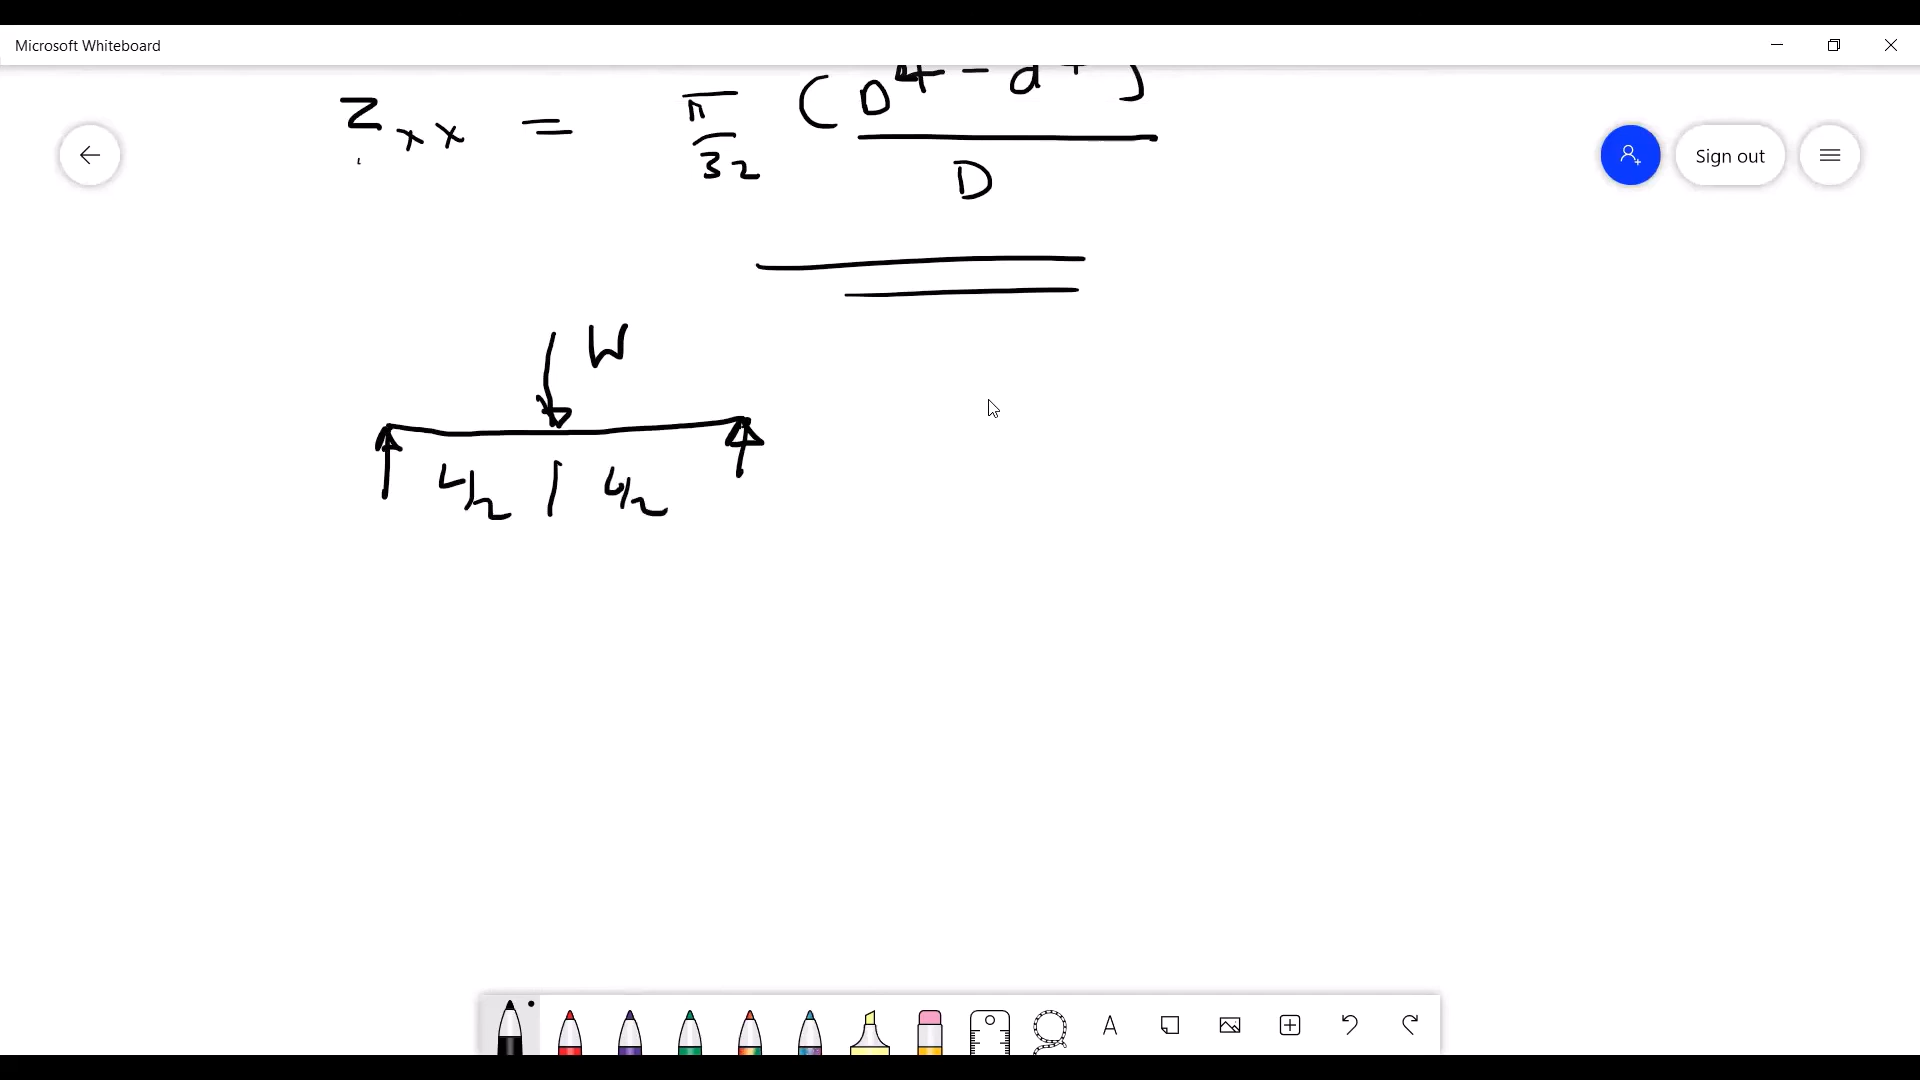 Microsoft Whiteboard
Zxx = π/32 (D⁴ - d⁴)/D
Sign out
W
L/2 | L/2
A